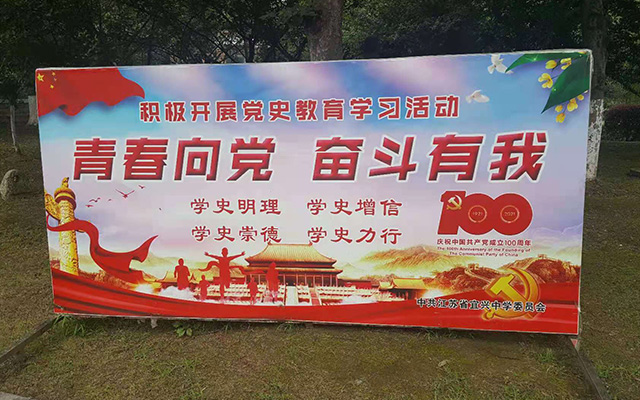 积极开展党史教育学习活动
青春向党 奋斗有我
学史明理 学史增信
学史崇德 学史力行
100
1921 2021
庆祝中国共产党成立100周年
The 100th Anniversary of the Founding of
The Communist Party of China
中共江苏省宜兴中学委员会